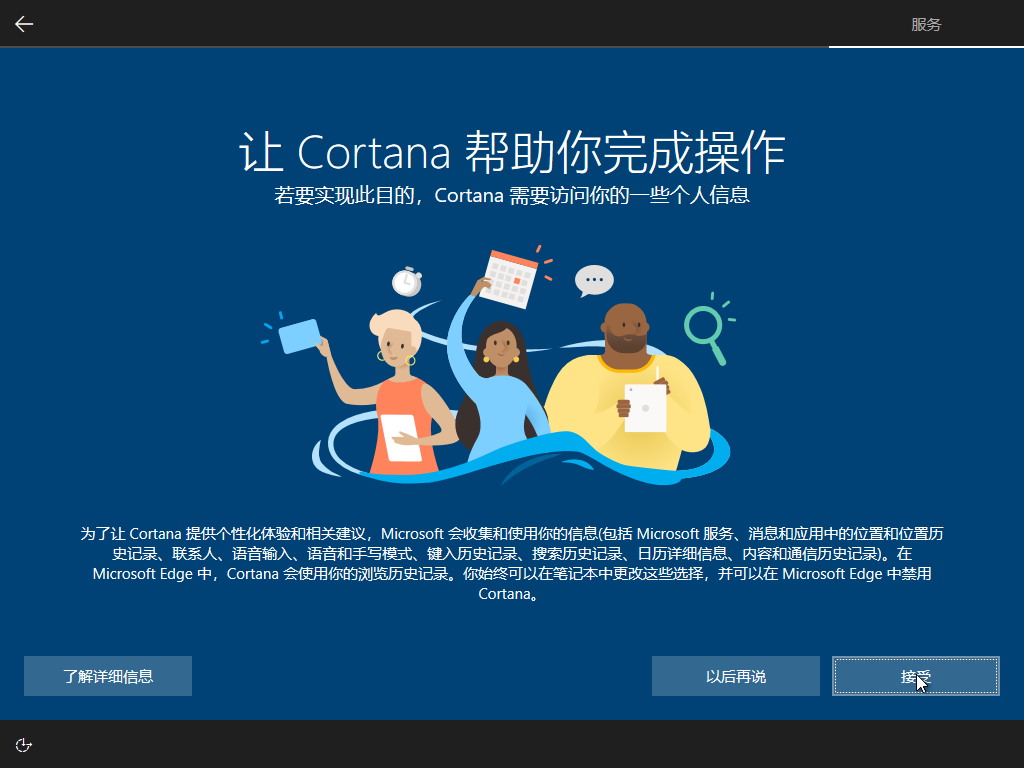 服务
让 Cortana 帮助你完成操作
若要实现此目的，Cortana 需要访问你的一些个人信息
为了让 Cortana 提供个性化体验和相关建议，Microsoft 会收集和使用你的信息(包括 Microsoft 服务、消息和应用中的位置和位置历
史记录、联系人、语音输入、语音和手写模式、键入历史记录、搜索历史记录、日历详细信息、内容和通信历史记录)。在
Microsoft Edge 中，Cortana 会使用你的浏览历史记录。你始终可以在笔记本中更改这些选择，并可以在 Microsoft Edge 中禁用
Cortana。
了解详细信息
以后再说
接受